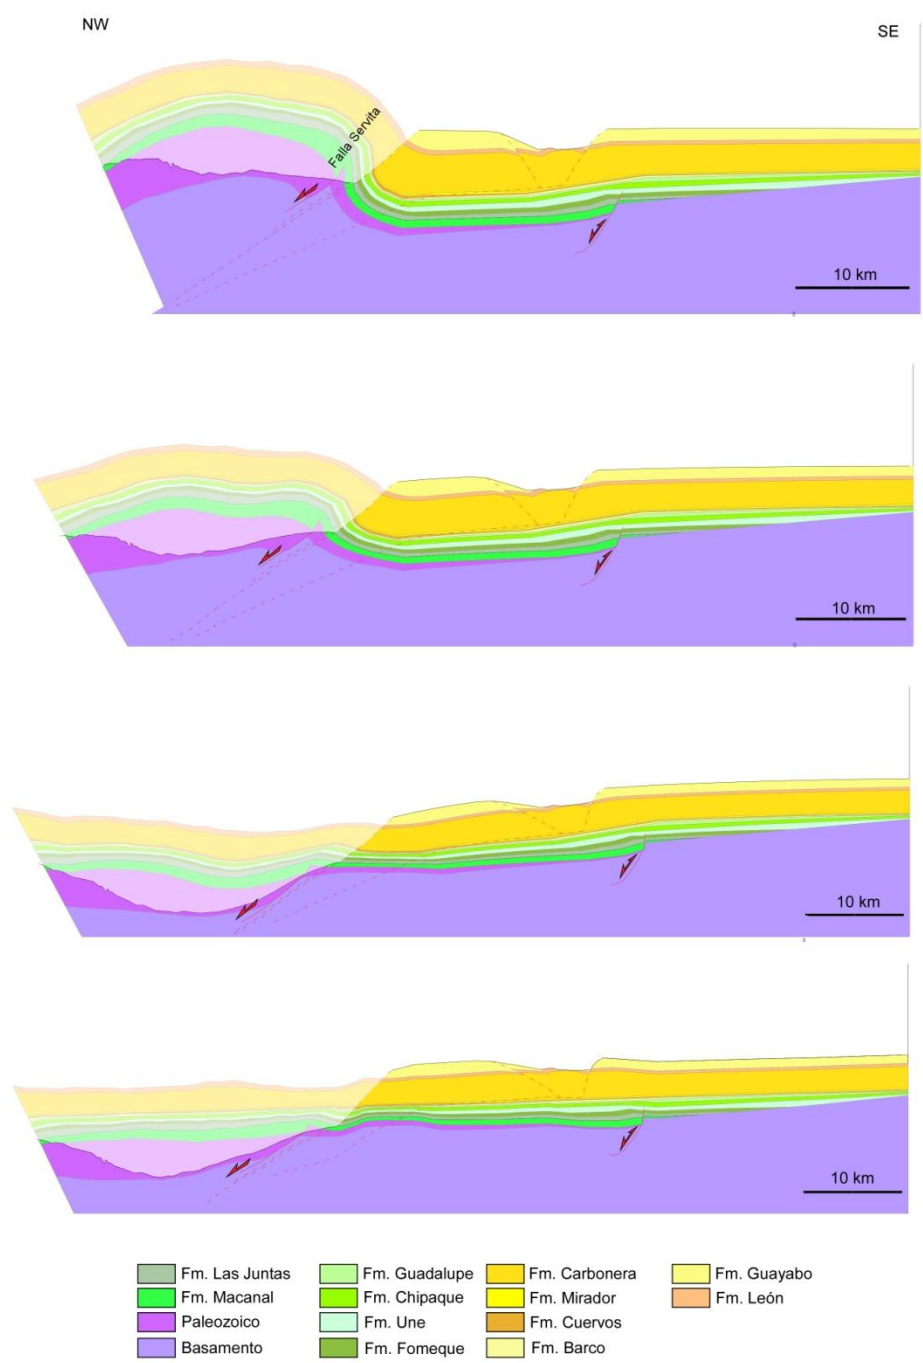 NW
SE
Falla Servita
10 km
10 km
10 km
10 km
Fm. Las Juntas
Fm. Guadalupe
Fm. Carbonera
Fm. Guayabo
Fm. Macanal
Fm. Chipaque
Fm. Mirador
Fm. León
Paleozoico
Fm. Une
Fm. Cuervos
Basamento
Fm. Fomeque
Fm. Barco